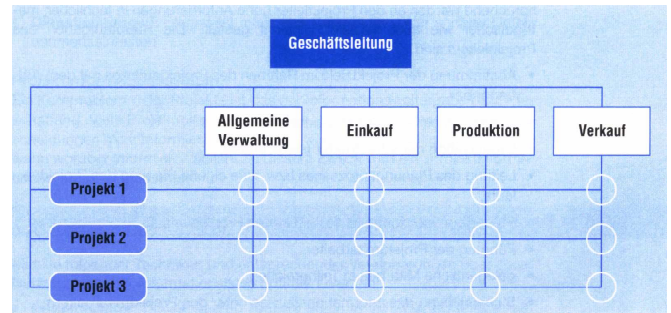 Geschäftsleitung
Allgemeine
Verwaltung
Einkauf
Produktion
Verkauf
Projekt 1
Projekt 2
Projekt 3